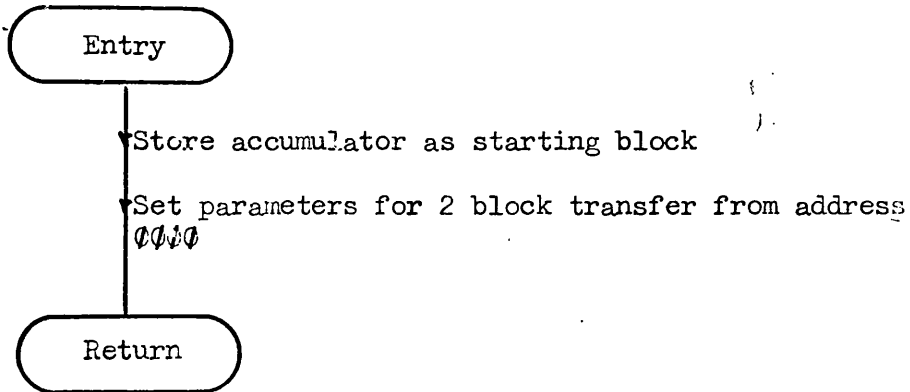 Entry
Store accumulator as starting block
Set parameters for 2 block transfer from address
ØØØØ
Return